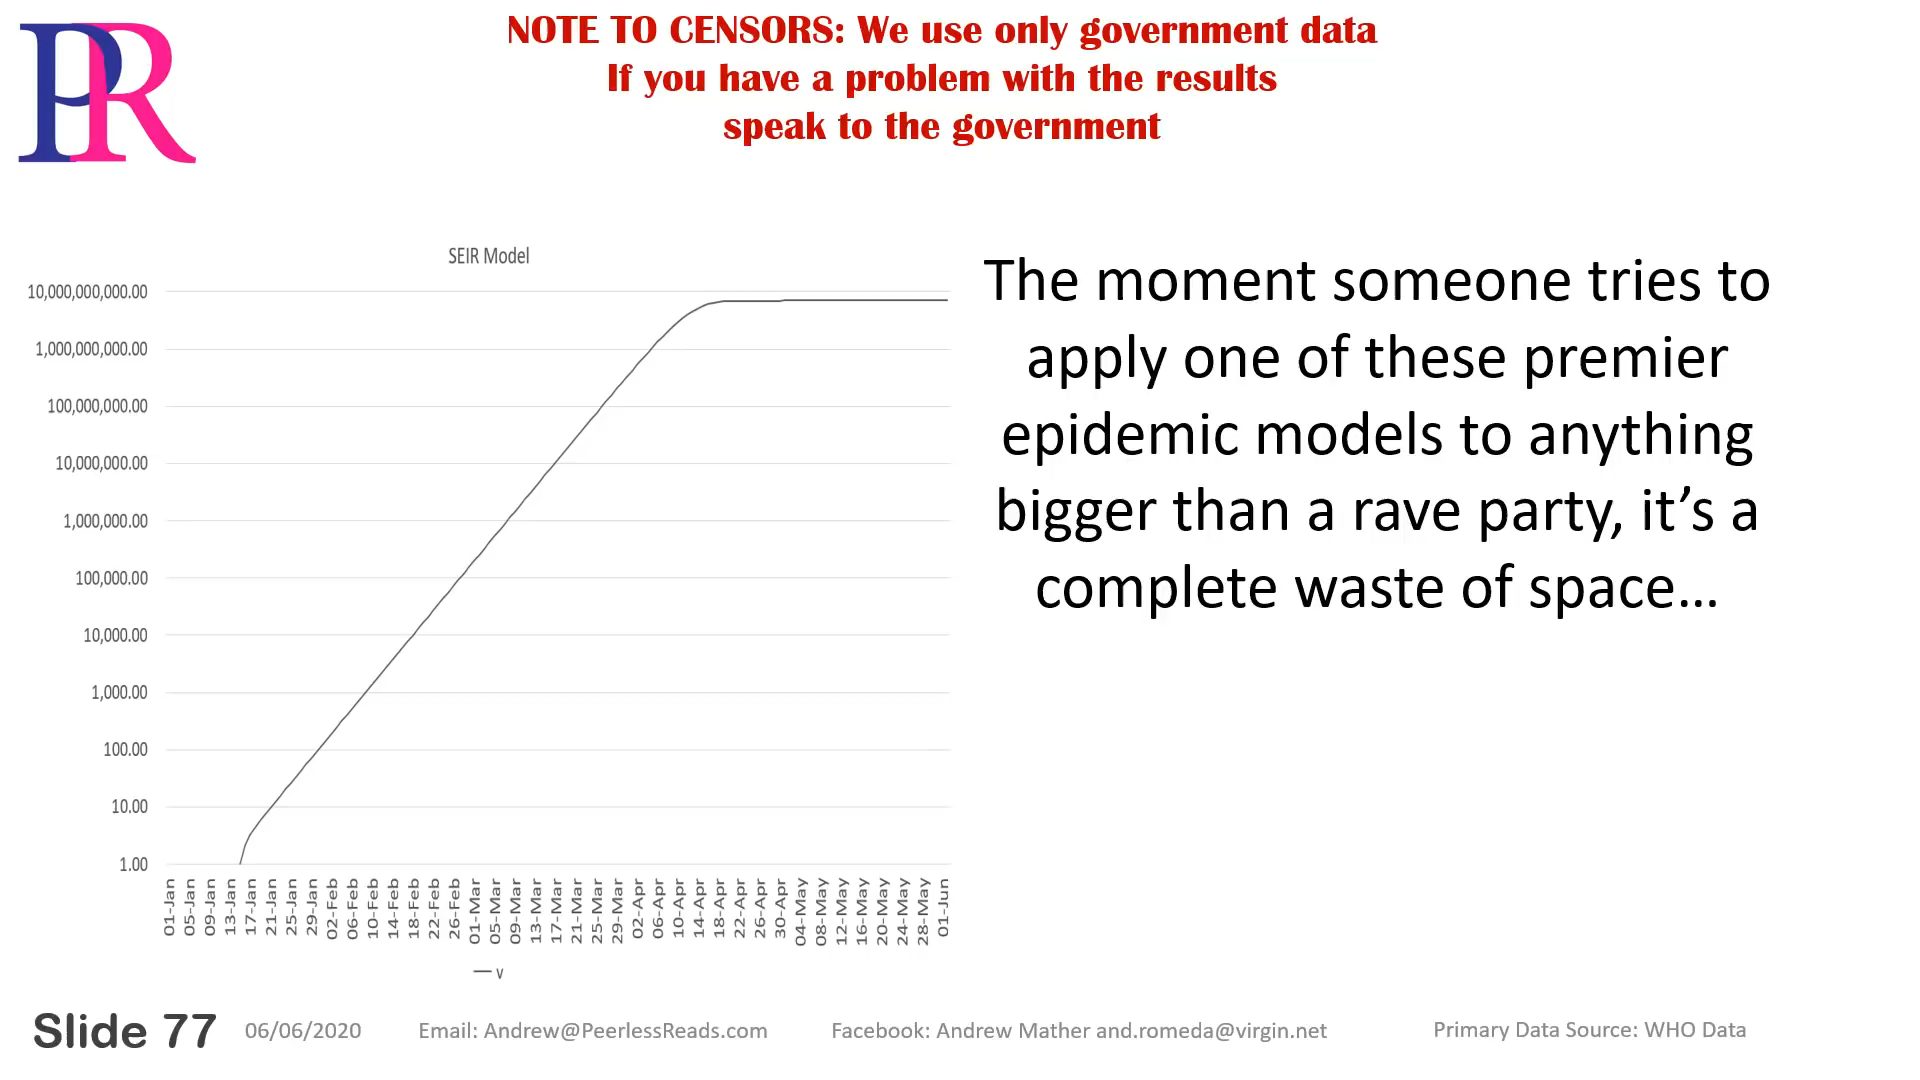 PR
NOTE TO CENSORS: We use only government data
If you have a problem with the results
speak to the government
SEIR Model
10,000,000,000.00
1,000,000,000.00
100,000,000.00
10,000,000.00
1,000,000.00
100,000.00
10,000.00
1,000.00
100.00
10.00
1.00
01-Jan
05-Jan
09-Jan
13-Jan
17-Jan
21-Jan
25-Jan
29-Jan
02-Feb
06-Feb
10-Feb
14-Feb
18-Feb
22-Feb
26-Feb
01-Mar
05-Mar
09-Mar
13-Mar
17-Mar
21-Mar
25-Mar
29-Mar
02-Apr
06-Apr
10-Apr
14-Apr
18-Apr
22-Apr
26-Apr
30-Apr
04-May
08-May
12-May
16-May
20-May
24-May
28-May
01-Jun
v
The moment someone tries to
apply one of these premier
epidemic models to anything
bigger than a rave party, it’s a
complete waste of space…
Slide 77
06/06/2020
Email: Andrew@PeerlessReads.com
Facebook: Andrew Mather and.romeda@virgin.net
Primary Data Source: WHO Data